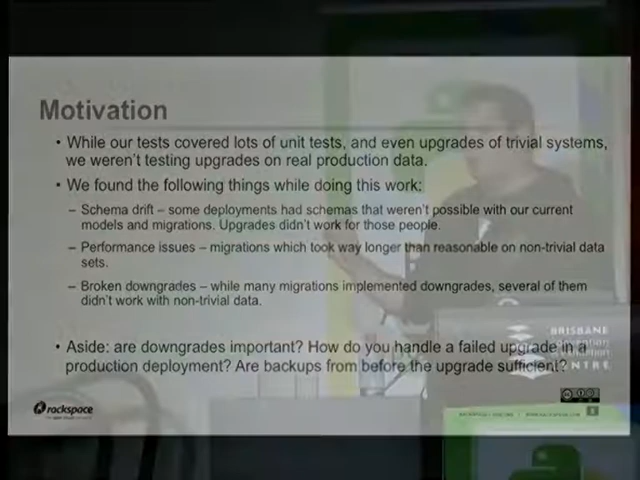 Motivation
• While our tests covered lots of unit tests, and even upgrades of trivial systems,
we weren't testing upgrades on real production data.
• We found the following things while doing this work:
– Schema drift – some deployments had schemas that weren't possible with our current
models and migrations. Upgrades didn't work for those people.
– Performance issues – migrations which took way longer than reasonable on non-trivial data
sets.
– Broken downgrades – while many migrations implemented downgrades, several of them
didn't work with non-trivial data.
• Aside: are downgrades important? How do you handle a failed upgrade in a
production deployment? Are backups from before the upgrade sufficient?
BRISBANE
rackspace